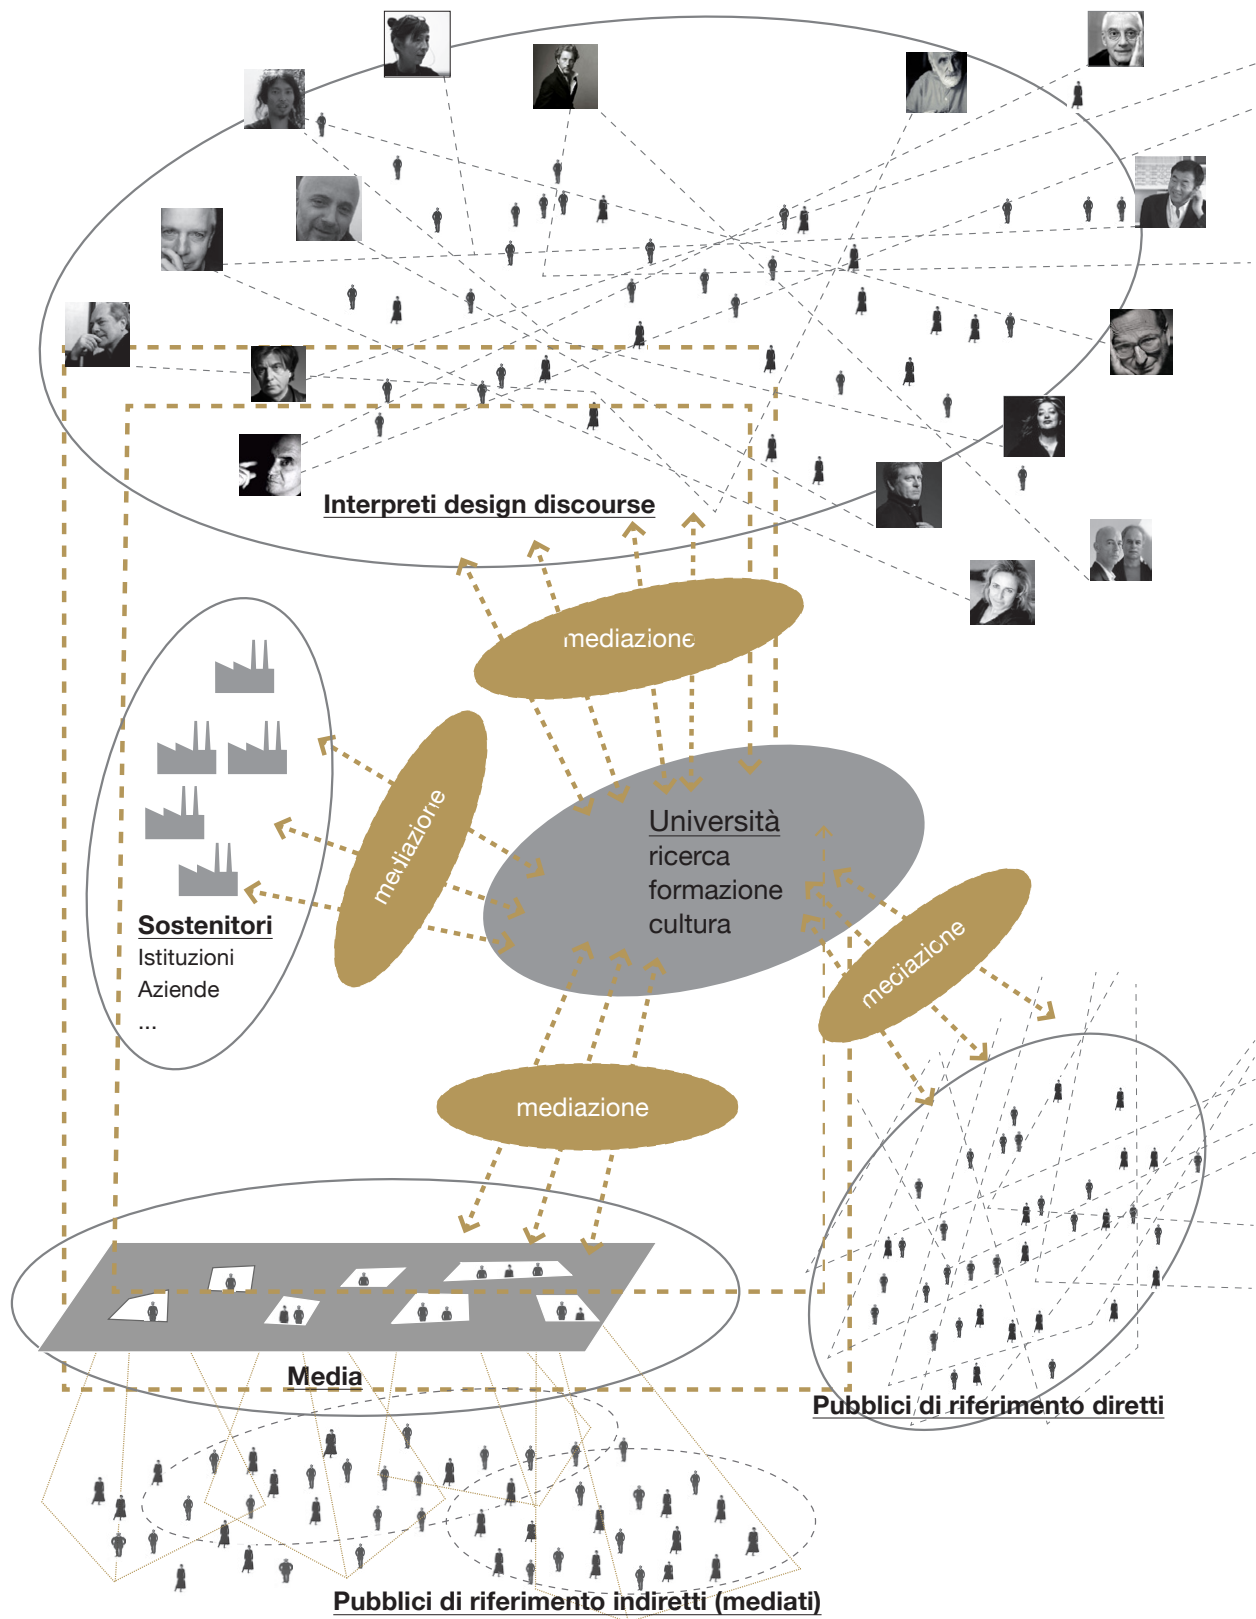 Interpreti design discourse
mediazione
mediazione
Università
ricerca
formazione
cultura
Sostenitori
Istituzioni
Aziende
...
mediazione
mediazione
Media
Pubblici di riferimento diretti
Pubblici di riferimento indiretti (mediati)